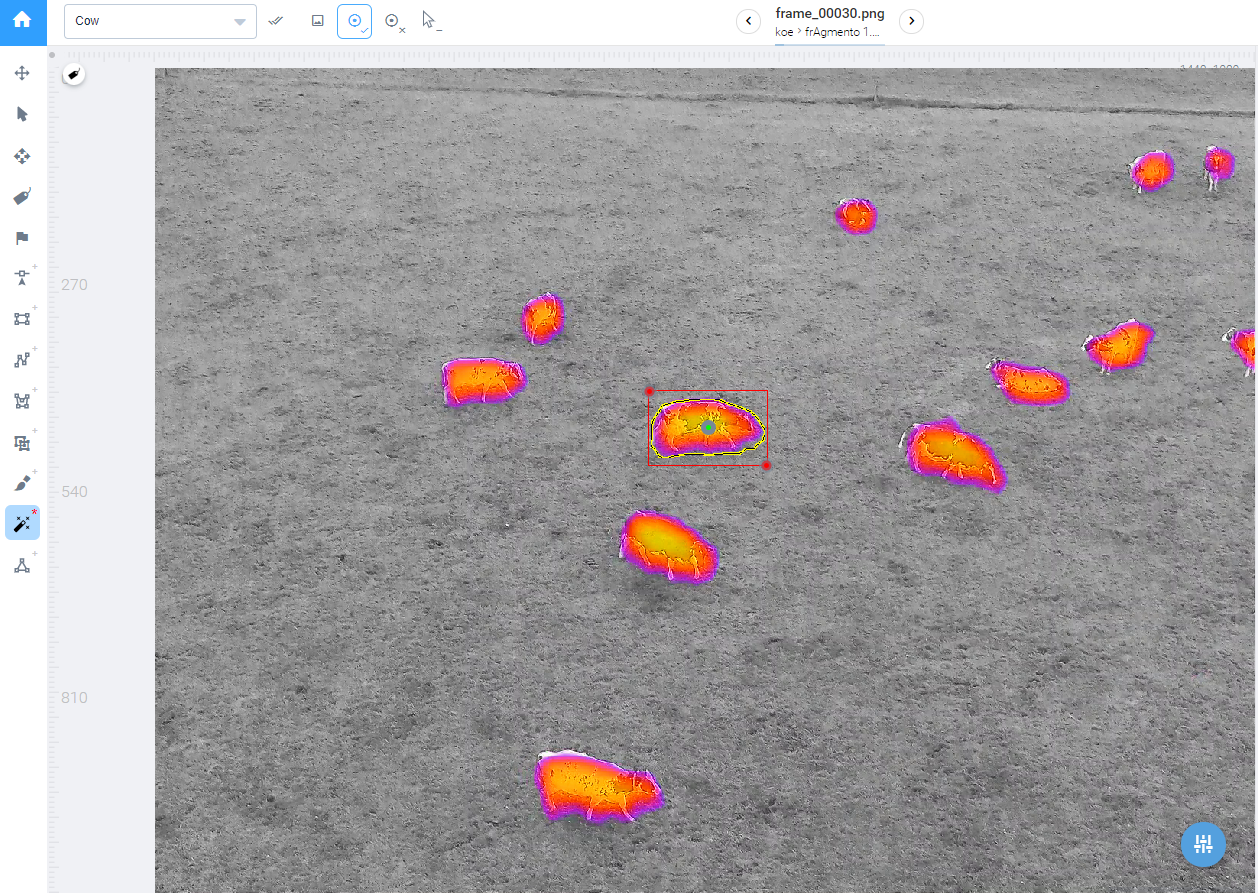 Cow
frame_00030.png
koe > frAgmento 1....
270
540
810